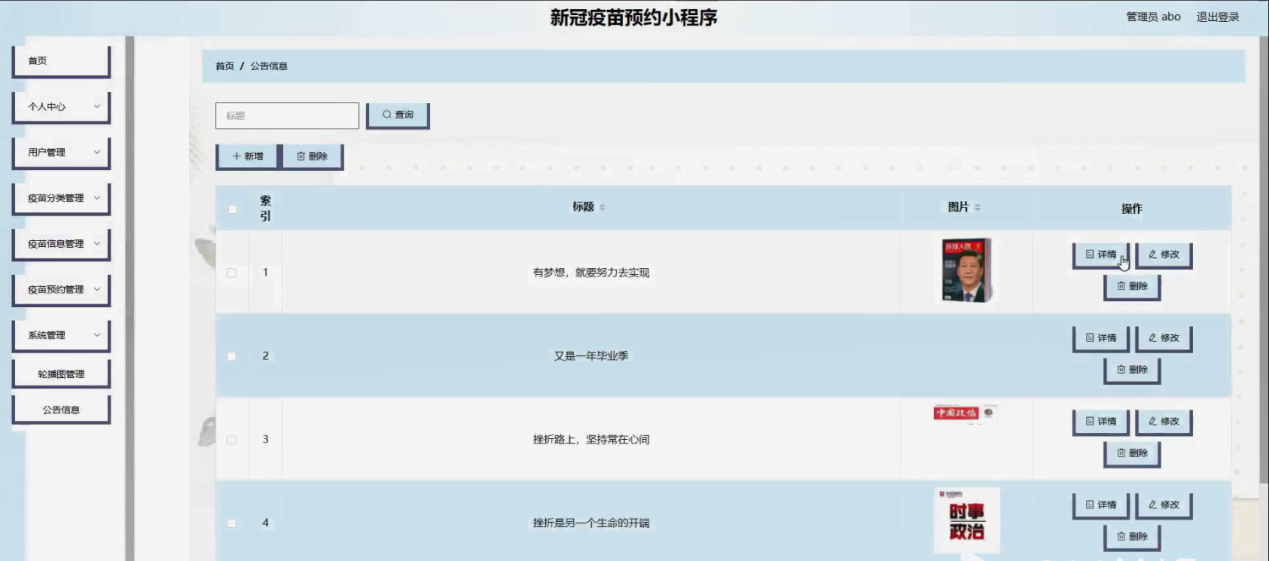 新冠疫苗预约小程序
管理员 abo 退出登录
首页
个人中心
用户管理
疫苗分类管理
疫苗信息管理
疫苗预约管理
系统管理
轮播图管理
公告信息
首页 / 公告信息
标题
查询
新增 删除
索引 标题 图片 操作
1 有梦想，就要努力去实现 环球人物 详情 修改
删除
2 又是一年毕业季 详情 修改
删除
3 挫折路上，坚持常在心间 中国政协 详情 修改
删除
4 挫折是另一个生命的开端 时事政治 详情 修改
删除